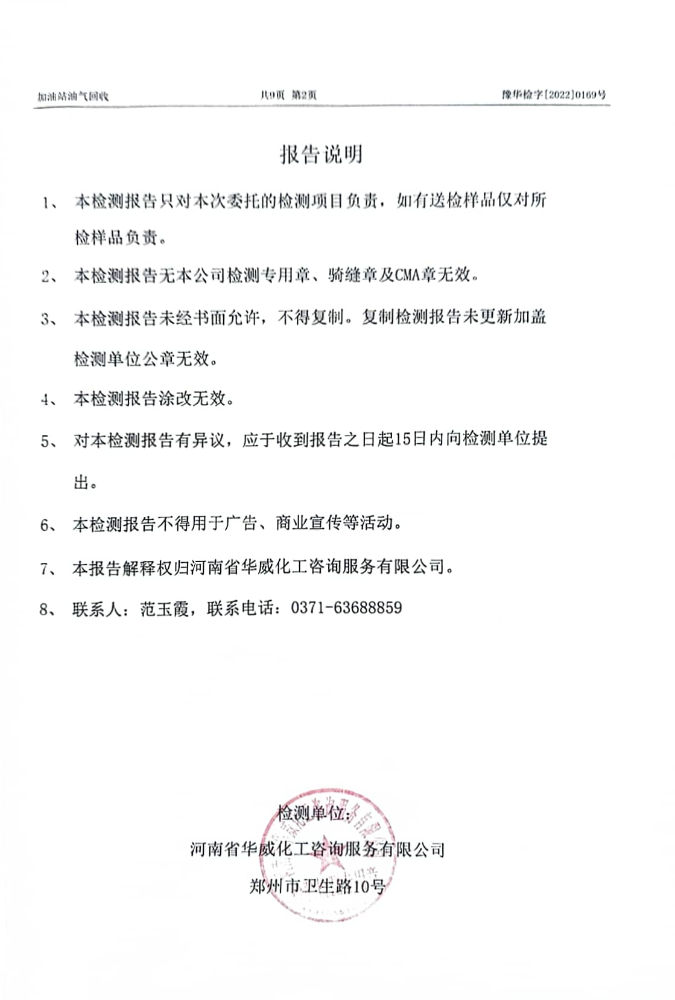 加油站油气回收 共9页 第2页 豫华检字[2022]0169号
报告说明
1、 本检测报告只对本次委托的检测项目负责，如有送检样品仅对所
检样品负责。
2、 本检测报告无本公司检测专用章、骑缝章及CMA章无效。
3、 本检测报告未经书面允许，不得复制。复制检测报告未更新加盖
检测单位公章无效。
4、 本检测报告涂改无效。
5、 对本检测报告有异议，应于收到报告之日起15日内向检测单位提
出。
6、 本检测报告不得用于广告、商业宣传等活动。
7、 本报告解释权归河南省华威化工咨询服务有限公司。
8、 联系人：范玉霞，联系电话：0371-63688859
检测单位：
河南省华威化工咨询服务有限公司
郑州市卫生路10号